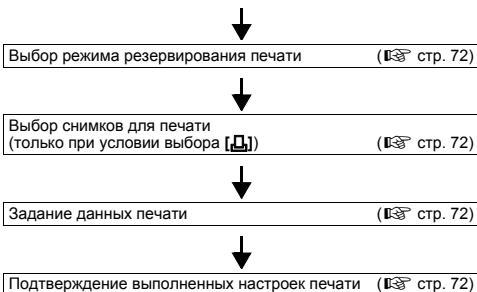 Выбор режима резервирования печати (☞ стр. 72)
Выбор снимков для печати
(только при условии выбора [凸]) (☞ стр. 72)
Задание данных печати (☞ стр. 72)
Подтверждение выполненных настроек печати (☞ стр. 72)